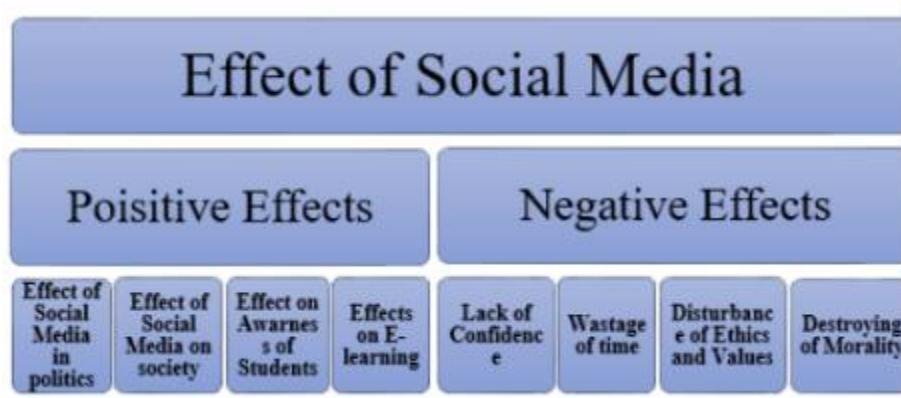 Effect of Social Media
Poisitive Effects
Negative Effects
Effect of
Social
Media
in
politics
Effect of
Social
Media on
society
Effect on
Awarnes
s of
Students
Effects
on E-
learning
Lack of
Confidenc
e
Wastage
of time
Disturbanc
e of Ethics
and Values
Destroying
of Morality